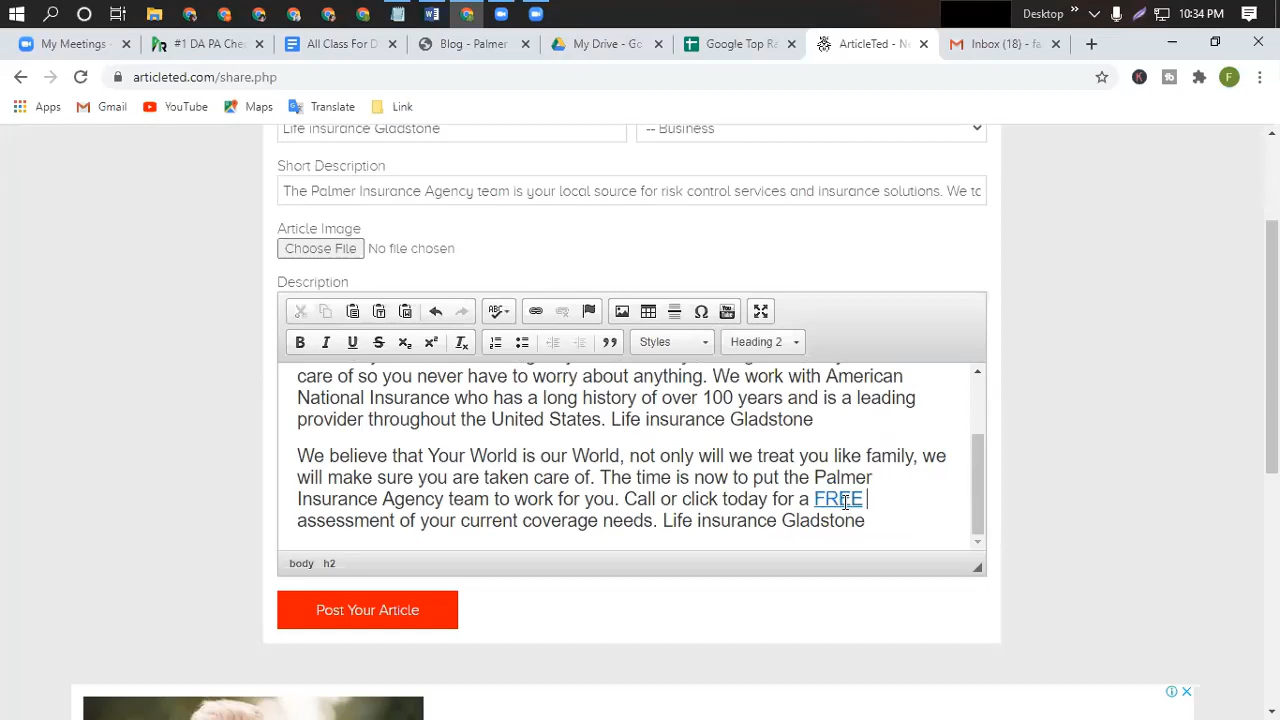 10:34 PM
Desktop
My Meetings
#1 DA PA Che
All Class For D
Blog - Palmer
My Drive - Go
Google Top Ra
ArticleTed - N
Inbox (18) - fa
articleted.com/share.php
Apps
Gmail
YouTube
Maps
Translate
Link
Life insurance Gladstone
-- Business
Short Description
The Palmer Insurance Agency team is your local source for risk control services and insurance solutions. We tc
Article Image
Choose File No file chosen
Description
Styles
Heading 2
care of so you never have to worry about anything. We work with American
National Insurance who has a long history of over 100 years and is a leading
provider throughout the United States. Life insurance Gladstone
We believe that Your World is our World, not only will we treat you like family, we
will make sure you are taken care of. The time is now to put the Palmer
Insurance Agency team to work for you. Call or click today for a FREE
assessment of your current coverage needs. Life insurance Gladstone
body h2
Post Your Article